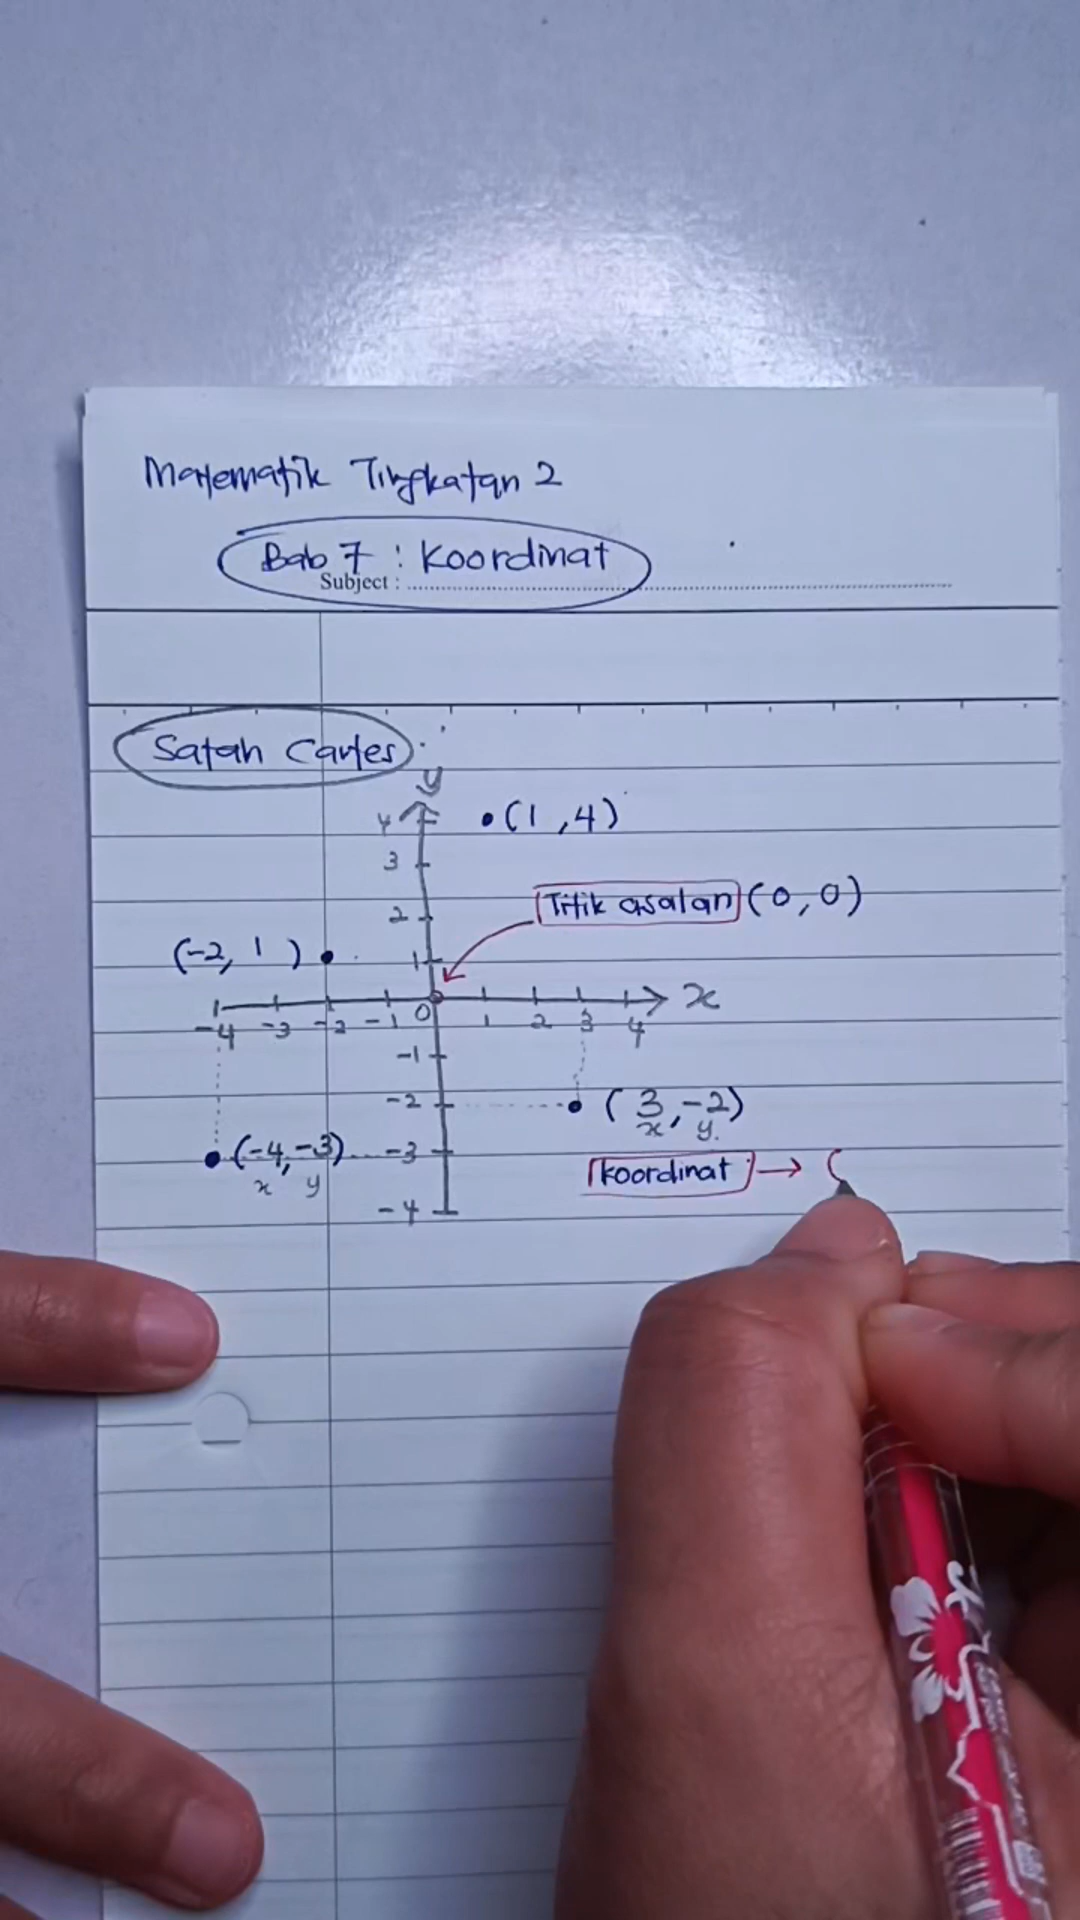 Matematik Tingkatan 2
Bab 7 : Koordinat
Subject :
Satah Cartes
y
4
(1, 4)
3
Titik asalan (0, 0)
2
(-2, 1)
1
x
-4 -3 -2 -1 0 1 2 3 4
-1
-2
(3, -2)
x y
(-4, -3)
-3
x y
Koordinat → (
-4